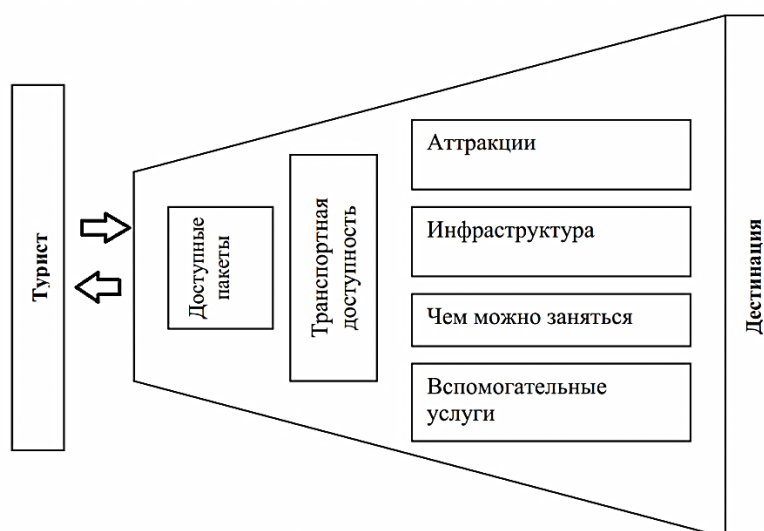 Турист
Доступные
пакеты
Транспортная
доступность
Аттракции
Инфраструктура
Чем можно заняться
Вспомогательные
услуги
Дестинация